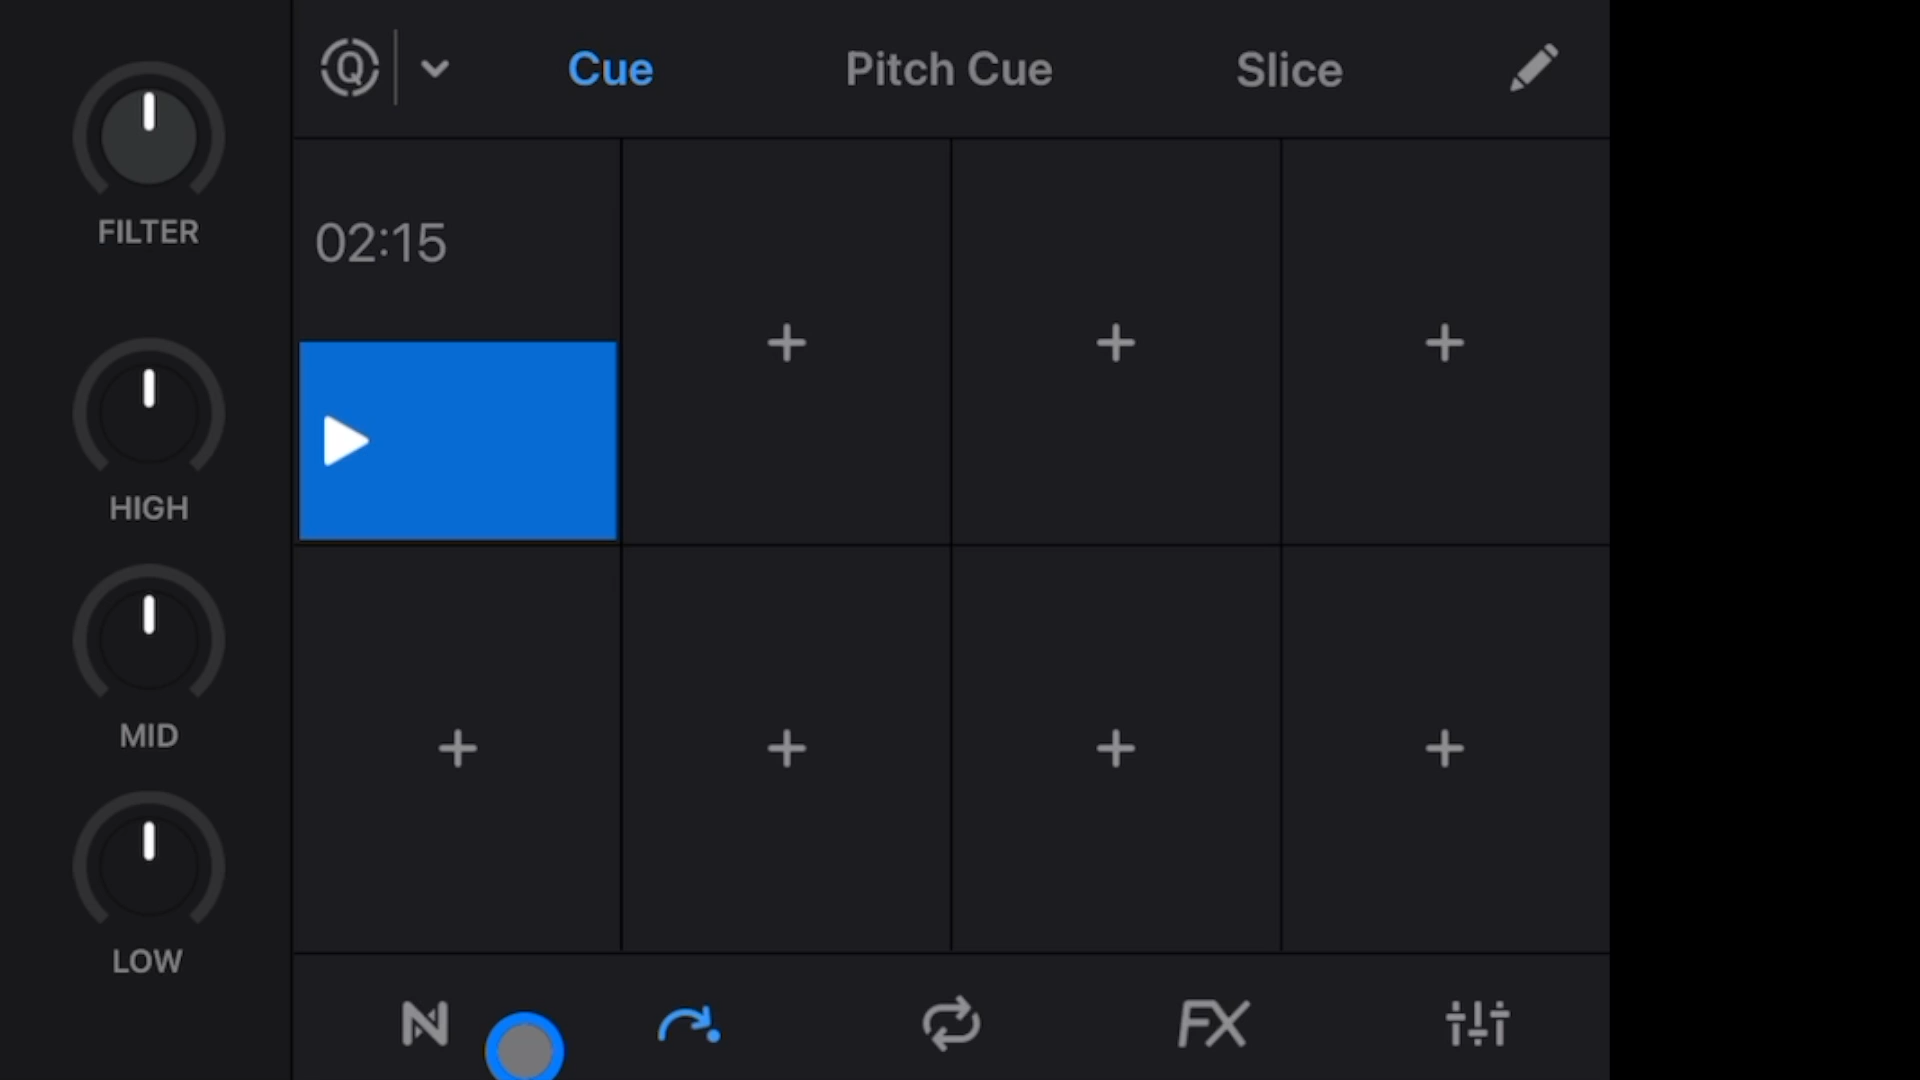 Q
Cue
Pitch Cue
Slice
FILTER
02:15
HIGH
MID
LOW
N
FX